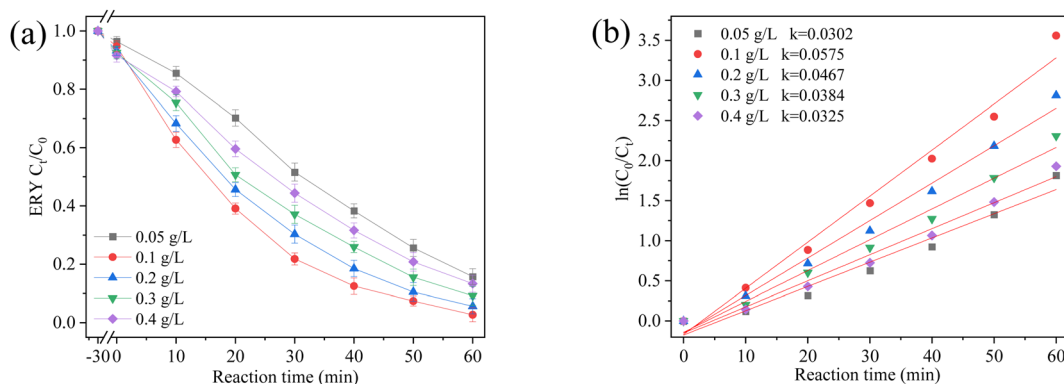 (a)
1.0
0.8
0.6
0.4
0.2
0.0
ERY Cₜ/C₀
0.05 g/L
0.1 g/L
0.2 g/L
0.3 g/L
0.4 g/L
-30 0 10 20 30 40 50 60
Reaction time (min)
(b)
3.5
3.0
2.5
2.0
1.5
1.0
0.5
0.0
ln(C₀/Cₜ)
0.05 g/L k=0.0302
0.1 g/L k=0.0575
0.2 g/L k=0.0467
0.3 g/L k=0.0384
0.4 g/L k=0.0325
0 10 20 30 40 50 60
Reaction time (min)